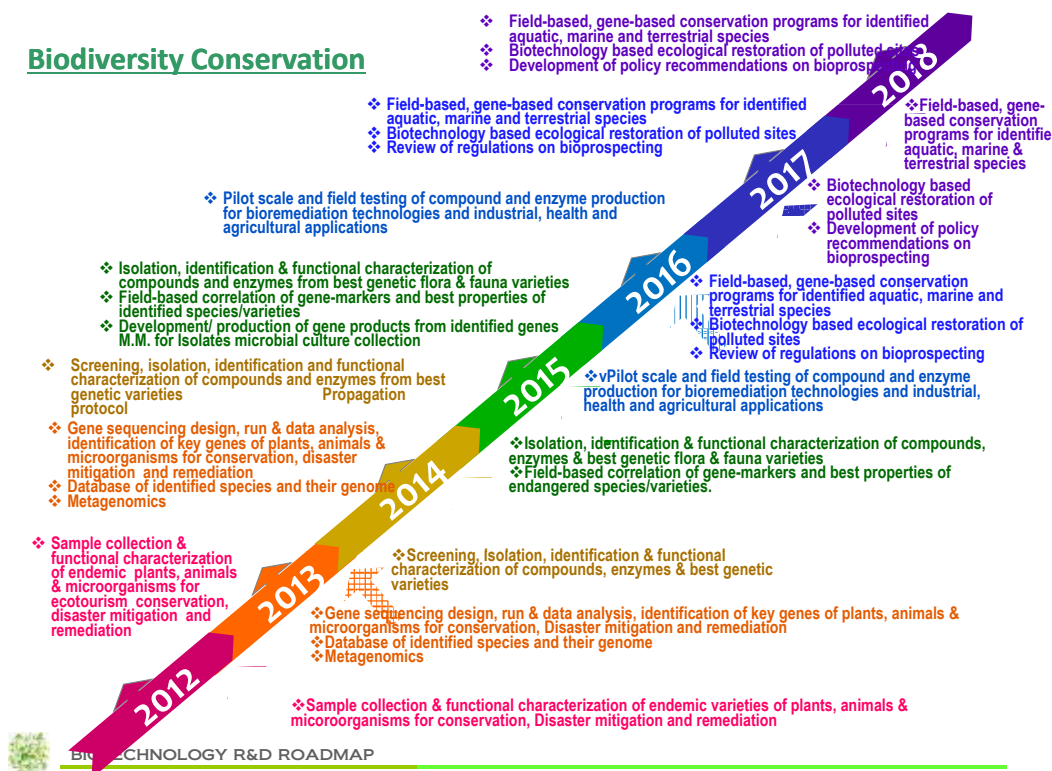 Biodiversity Conservation
❖ Field-based, gene-based conservation programs for identified
aquatic, marine and terrestrial species
❖ Biotechnology based ecological restoration of polluted sites
❖ Development of policy recommendations on bioprospecting
2018
❖ Field-based, gene-based conservation programs for identified
aquatic, marine and terrestrial species
❖ Biotechnology based ecological restoration of polluted sites
❖ Review of regulations on bioprospecting
❖Field-based, gene-
based conservation
programs for identifie
aquatic, marine &
terrestrial species
2017
❖ Biotechnology based
ecological restoration of
polluted sites
❖ Development of policy
recommendations on
bioprospecting
❖ Pilot scale and field testing of compound and enzyme production
for bioremediation technologies and industrial, health and
agricultural applications
2016
❖ Field-based, gene-based conservation
programs for identified aquatic, marine and
terrestrial species
❖ Biotechnology based ecological restoration of
polluted sites
❖ Review of regulations on bioprospecting
❖ Isolation, identification & functional characterization of
compounds and enzymes from best genetic flora & fauna varieties
❖ Field-based correlation of gene-markers and best properties of
identified species/varieties
❖ Development/ production of gene products from identified genes
M.M. for Isolates microbial culture collection
2015
❖vPilot scale and field testing of compound and enzyme
production for bioremediation technologies and industrial,
health and agricultural applications
❖ Screening, isolation, identification and functional
characterization of compounds and enzymes from best
genetic varieties Propagation
protocol
❖ Gene sequencing design, run & data analysis,
identification of key genes of plants, animals &
microorganisms for conservation, disaster
mitigation and remediation
❖ Database of identified species and their genome
❖ Metagenomics
2014
❖Isolation, identification & functional characterization of compounds,
enzymes & best genetic flora & fauna varieties
❖Field-based correlation of gene-markers and best properties of
endangered species/varieties.
❖ Sample collection &
functional characterization
of endemic plants, animals
& microorganisms for
ecotourism conservation,
disaster mitigation and
remediation
2013
❖Screening, Isolation, identification & functional
characterization of compounds, enzymes & best genetic
varieties
❖Gene sequencing design, run & data analysis, identification of key genes of plants, animals &
microorganisms for conservation, Disaster mitigation and remediation
❖Database of identified species and their genome
❖Metagenomics
2012
❖Sample collection & functional characterization of endemic varieties of plants, animals &
micoroorganisms for conservation, Disaster mitigation and remediation
BIOTECHNOLOGY R&D ROADMAP